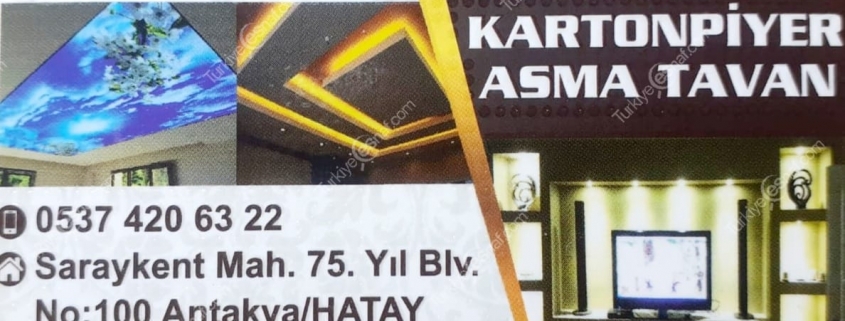 KARTONPİYER
ASMA TAVAN
0537 420 63 22
Saraykent Mah. 75. Yıl Blv.
No:100 Antakya/HATAY